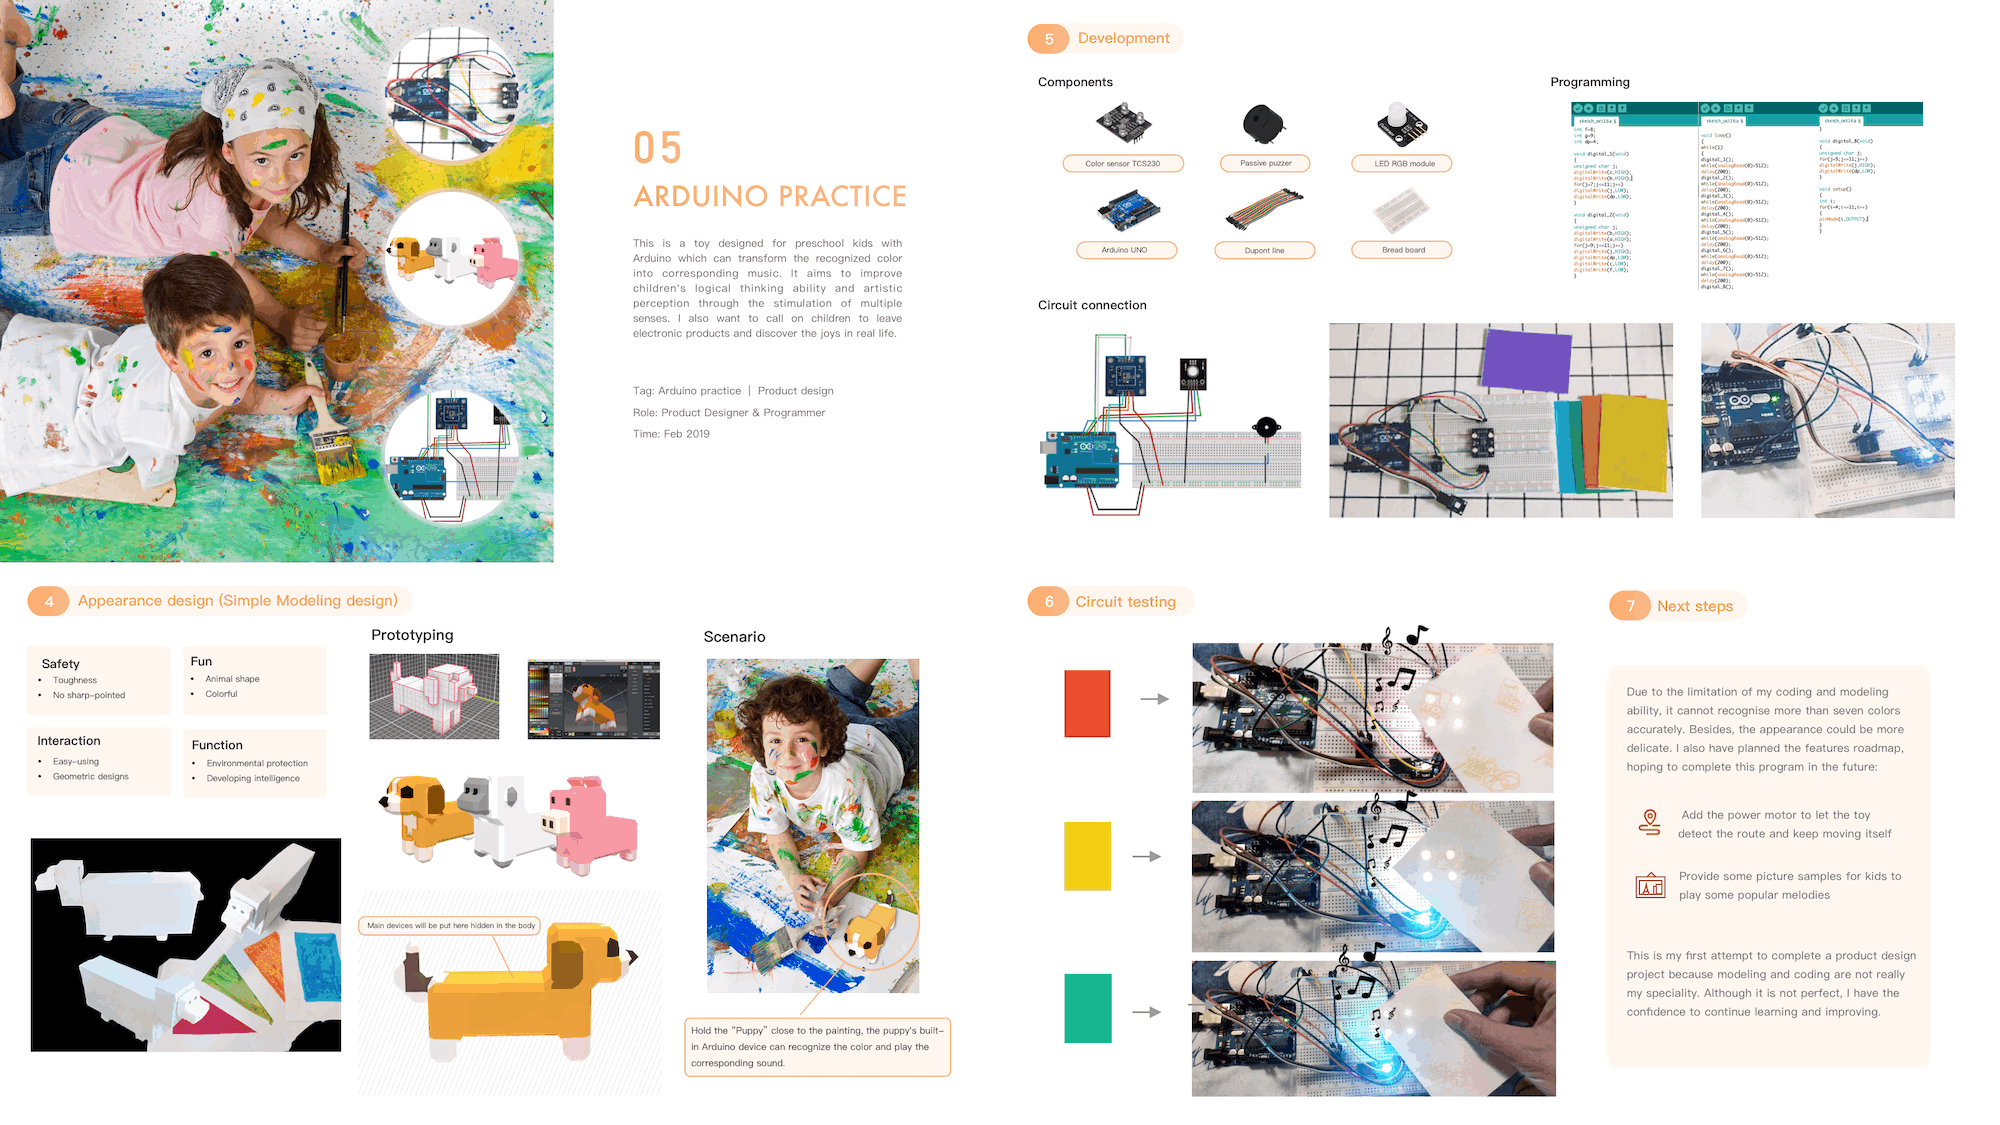 05
ARDUINO PRACTICE
This is a toy designed for preschool kids with
Arduino which can transform the recognized color
into corresponding music. It aims to improve
children's logical thinking ability and artistic
perception through the stimulation of multiple
senses. I also want to call on children to leave
electronic products and discover the joys in real life.
Tag: Arduino practice | Product design
Role: Product Designer & Programmer
Time: Feb 2019
5 Development
Components
Color sensor TCS230
Passive puzzer
LED RGB module
Arduino UNO
Dupont line
Bread board
Programming
Circuit connection
4 Appearance design (Simple Modeling design)
Safety
• Toughness
• No sharp-pointed
Fun
• Animal shape
• Colorful
Interaction
• Easy-using
• Geometric designs
Function
• Environmental protection
• Developing intelligence
Prototyping
Main devices will be put here hidden in the body
Scenario
Hold the "Puppy" close to the painting, the puppy's built-
in Arduino device can recognize the color and play the
corresponding sound.
6 Circuit testing
7 Next steps
Due to the limitation of my coding and modeling
ability, it cannot recognise more than seven colors
accurately. Besides, the appearance could be more
delicate. I also have planned the features roadmap,
hoping to complete this program in the future:
Add the power motor to let the toy
detect the route and keep moving itself
Provide some picture samples for kids to
play some popular melodies
This is my first attempt to complete a product design
project because modeling and coding are not really
my speciality. Although it is not perfect, I have the
confidence to continue learning and improving.